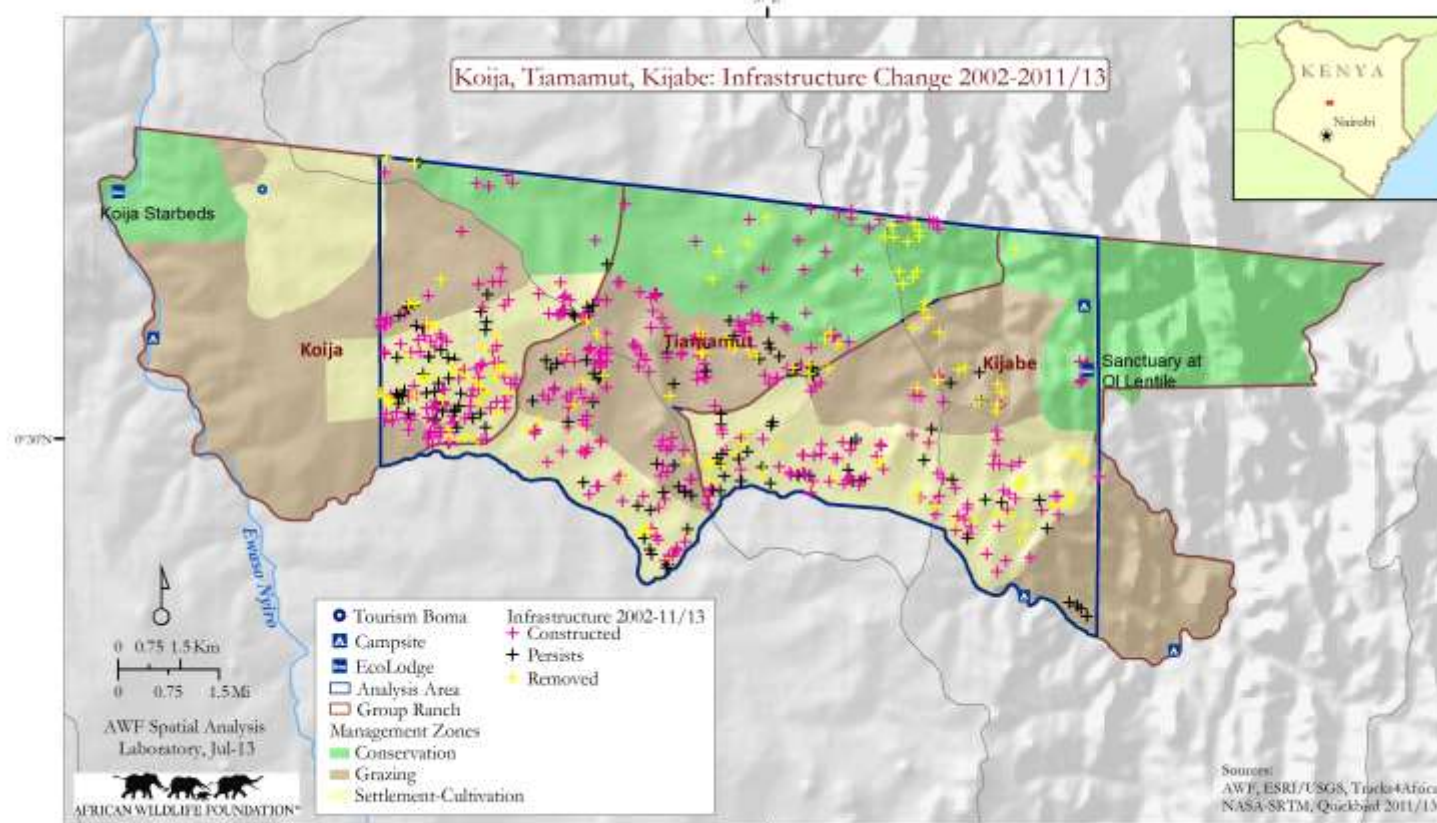 Koija, Tiamamut, Kijabe: Infrastructure Change 2002-2011/13
KENYA
Nairobi
Koija Starbeds
Koija
Tiamamut
Kijabe
Sanctuary at
Ol Lentile
0°30'N
Ewaso Nyiro
0 0.75 1.5 Km
0 0.75 1.5 Mi
AWF Spatial Analysis
Laboratory, Jul-13
AFRICAN WILDLIFE FOUNDATION®
Tourism Boma
Campsite
EcoLodge
Analysis Area
Group Ranch
Management Zones
Conservation
Grazing
Settlement-Cultivation
Infrastructure 2002-11/13
Constructed
Persists
Removed
Sources:
AWF, ESRI/USGS, Tracks4Africa
NASA-SRTM, Quickbird 2011/13